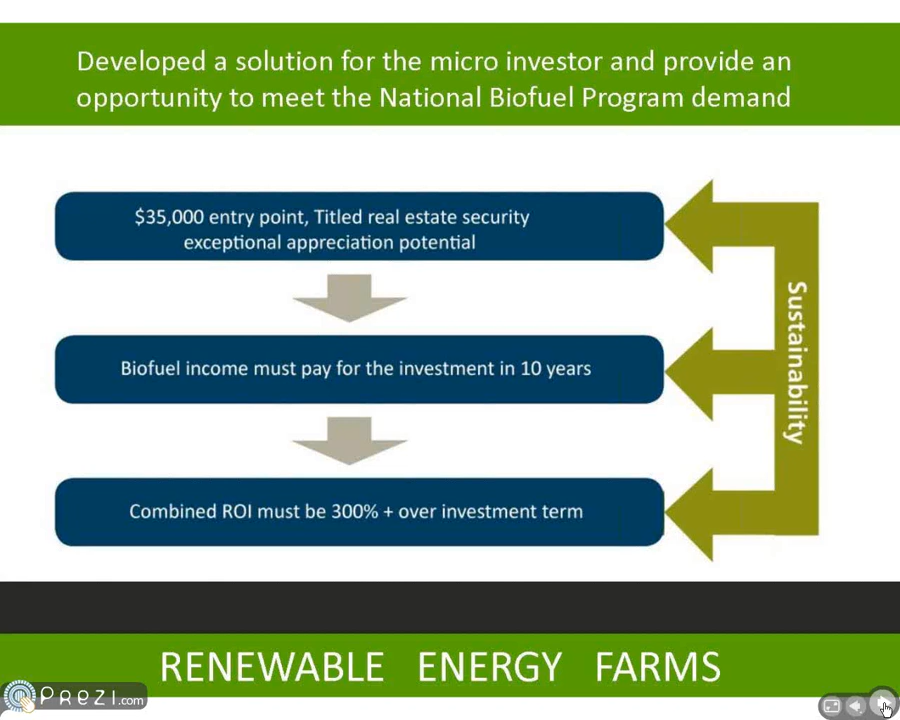 Developed a solution for the micro investor and provide an
opportunity to meet the National Biofuel Program demand
$35,000 entry point, Titled real estate security
exceptional appreciation potential
Biofuel income must pay for the investment in 10 years
Combined ROI must be 300% + over investment term
Sustainability
RENEWABLE ENERGY FARMS
Prezi.com